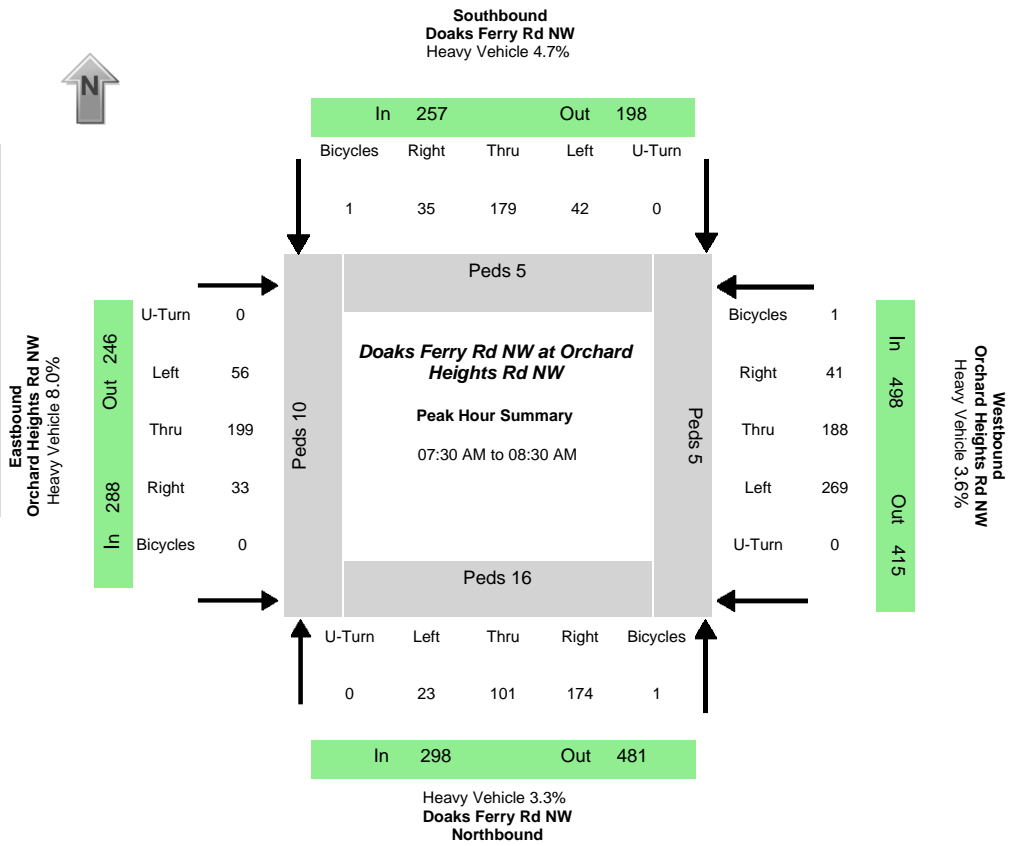 Southbound
Doaks Ferry Rd NW
Heavy Vehicle 4.7%
N
In 257 Out 198
Bicycles Right Thru Left U-Turn
1 35 179 42 0
Peds 5
Eastbound
Orchard Heights Rd NW
Heavy Vehicle 8.0%
In 288 Out 246
U-Turn 0
Left 56
Thru 199
Right 33
Bicycles 0
Peds 10
Doaks Ferry Rd NW at Orchard
Heights Rd NW
Peak Hour Summary
07:30 AM to 08:30 AM
Peds 5
Bicycles 1
Right 41
Thru 188
Left 269
U-Turn 0
In 498 Out 415
Westbound
Orchard Heights Rd NW
Heavy Vehicle 3.6%
Peds 16
U-Turn Left Thru Right Bicycles
0 23 101 174 1
In 298 Out 481
Heavy Vehicle 3.3%
Doaks Ferry Rd NW
Northbound